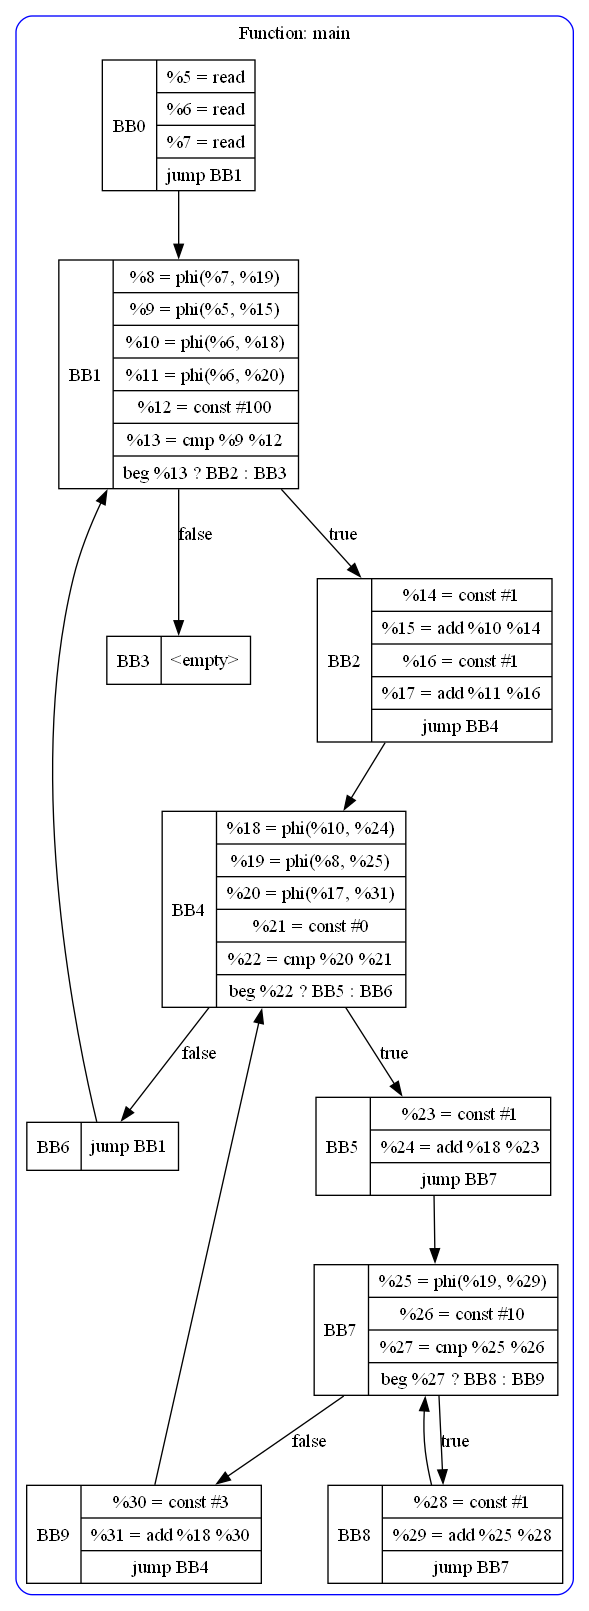 Function: main
BB0
%5 = read
%6 = read
%7 = read
jump BB1
BB1
%8 = phi(%7, %19)
%9 = phi(%5, %15)
%10 = phi(%6, %18)
%11 = phi(%6, %20)
%12 = const #100
%13 = cmp %9 %12
beg %13 ? BB2 : BB3
false
true
BB2
%14 = const #1
%15 = add %10 %14
%16 = const #1
%17 = add %11 %16
jump BB4
BB3
<empty>
BB4
%18 = phi(%10, %24)
%19 = phi(%8, %25)
%20 = phi(%17, %31)
%21 = const #0
%22 = cmp %20 %21
beg %22 ? BB5 : BB6
false
true
BB6
jump BB1
BB5
%23 = const #1
%24 = add %18 %23
jump BB7
BB7
%25 = phi(%19, %29)
%26 = const #10
%27 = cmp %25 %26
beg %27 ? BB8 : BB9
false
true
BB9
%30 = const #3
%31 = add %18 %30
jump BB4
BB8
%28 = const #1
%29 = add %25 %28
jump BB7